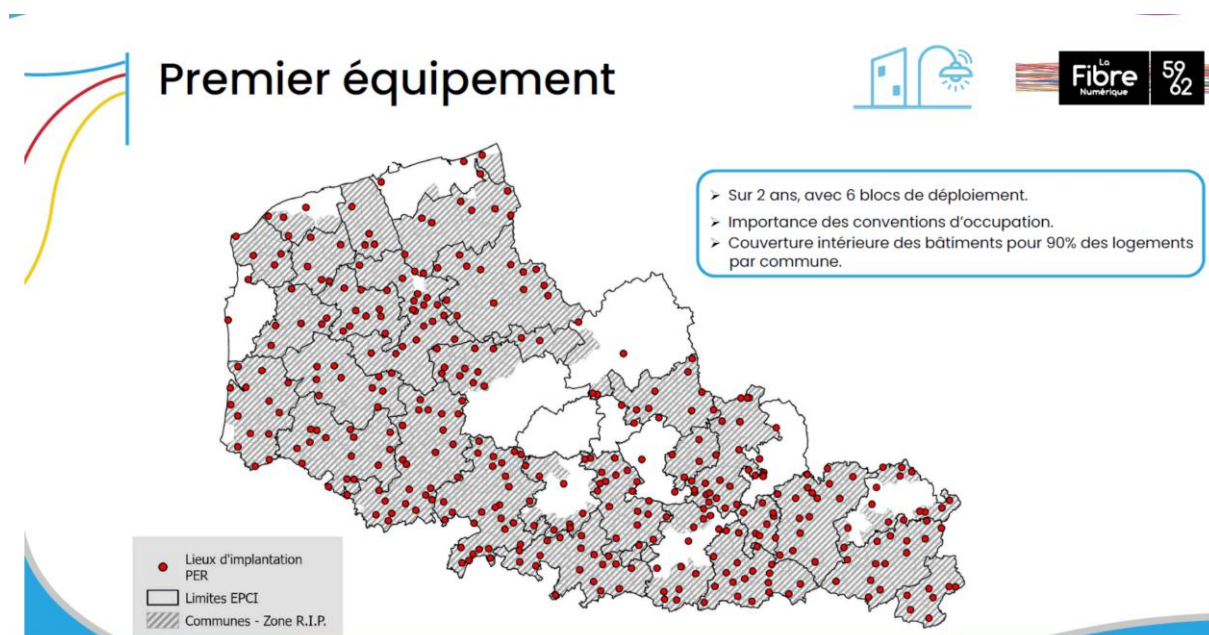 Premier équipement
La
Fibre
Numérique
59
62
➢ Sur 2 ans, avec 6 blocs de déploiement.
➢ Importance des conventions d'occupation.
➢ Couverture intérieure des bâtiments pour 90% des logements
par commune.
Lieux d'implantation
PER
Limites EPCI
Communes - Zone R.I.P.